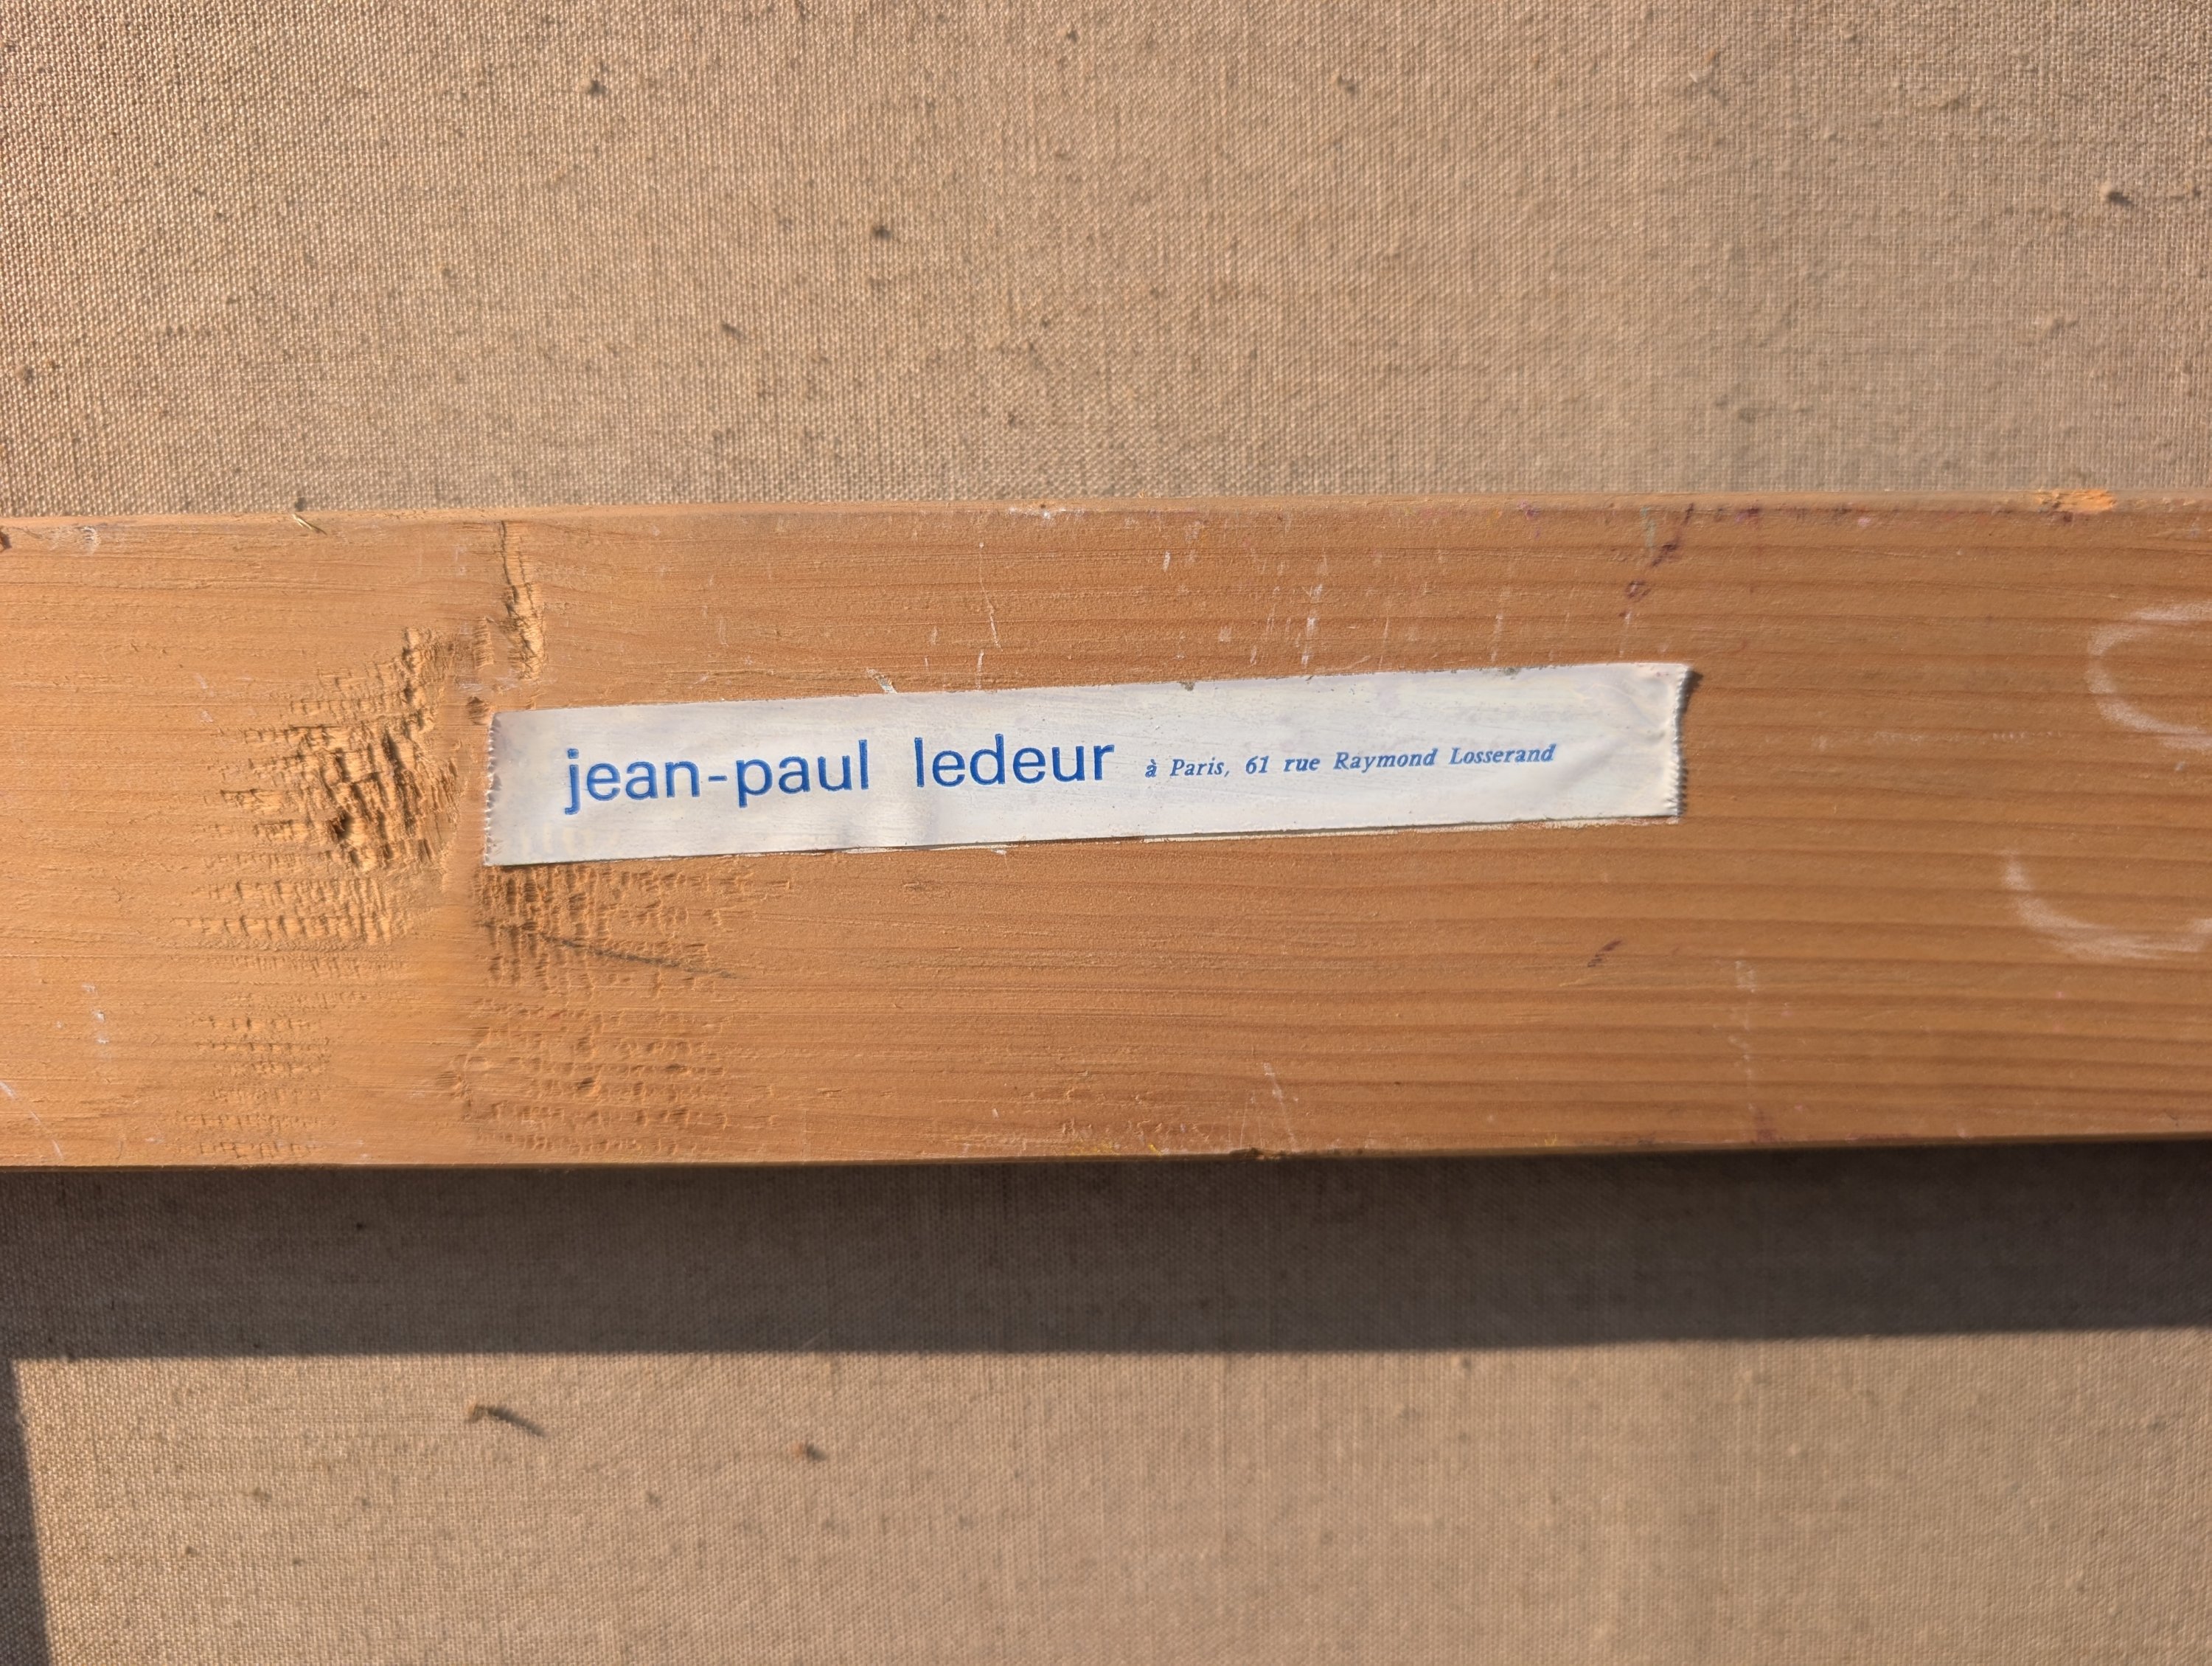 jean-paul ledeur à Paris, 61 rue Raymond Losserand